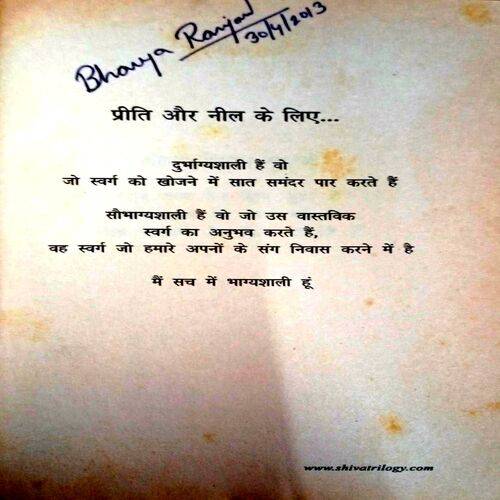 Bhavya Ranjan
30/4/2013
प्रीति और नील के लिए...
दुर्भाग्यशाली हैं वो
जो स्वर्ग को खोजने में सात समंदर पार करते हैं
सौभाग्यशाली हैं वो जो उस वास्तविक
स्वर्ग का अनुभव करते हैं,
वह स्वर्ग जो हमारे अपनों के संग निवास करने में है
मैं सच में भाग्यशाली हूं
www.shivatrilogy.com